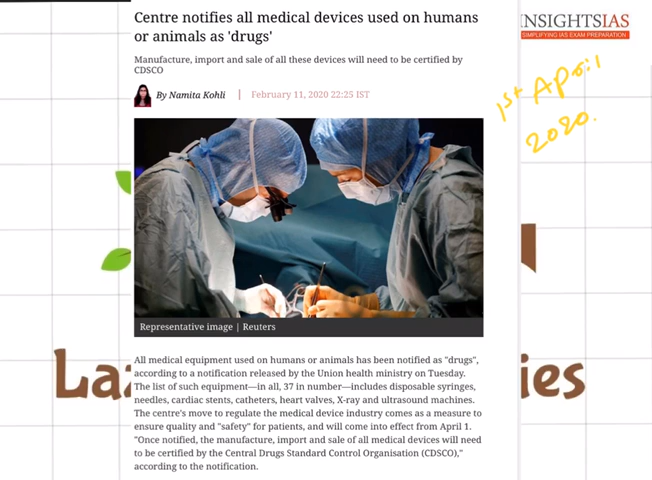 Centre notifies all medical devices used on humans
or animals as 'drugs'
Manufacture, import and sale of all these devices will need to be certified by
CDSCO
By Namita Kohli | February 11, 2020 22:25 IST
INSIGHTSIAS
SIMPLIFYING IAS EXAM PREPARATION
1st April
2020.
Representative image | Reuters
All medical equipment used on humans or animals has been notified as "drugs",
according to a notification released by the Union health ministry on Tuesday.
The list of such equipment—in all, 37 in number—includes disposable syringes,
needles, cardiac stents, catheters, heart valves, X-ray and ultrasound machines.
The centre's move to regulate the medical device industry comes as a measure to
ensure quality and "safety" for patients, and will come into effect from April 1.
"Once notified, the manufacture, import and sale of all medical devices will need
to be certified by the Central Drugs Standard Control Organisation (CDSCO),"
according to the notification.